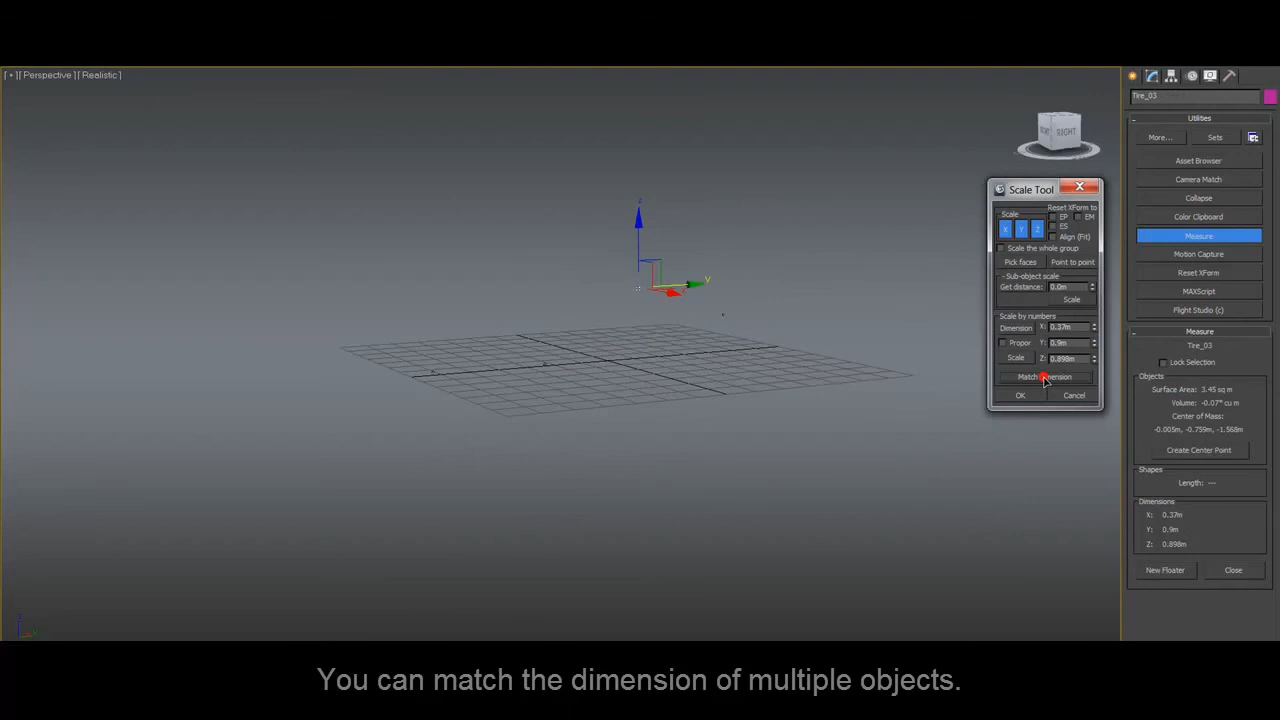 [ + ][ Perspective ][ Realistic ]
RIGHT
Tire_03
Utilities
More...
Sets
Asset Browser
Camera Match
Collapse
Color Clipboard
Measure
Motion Capture
Reset XForm
MAXScript
Flight Studio (c)
Measure
Tire_03
Lock Selection
Objects
Surface Area: 3.45 sq m
Volume: -0.07* cu m
Center of Mass:
-0.005m, -0.759m, -1.568m
Create Center Point
Shapes
Length: ---
Dimensions
X: 0.37m
Y: 0.9m
Z: 0.898m
New Floater
Close
Scale Tool
Reset XForm to
Scale
EP
EM
X
Y
Z
ES
Align (Fit)
Scale the whole group
Pick faces
Point to point
Sub-object scale
Get distance: 0.0m
Scale
Scale by numbers
Dimension
X: 0.37m
Propor
Y: 0.9m
Scale
Z: 0.898m
OK
Cancel
z
y
You can match the dimension of multiple objects.